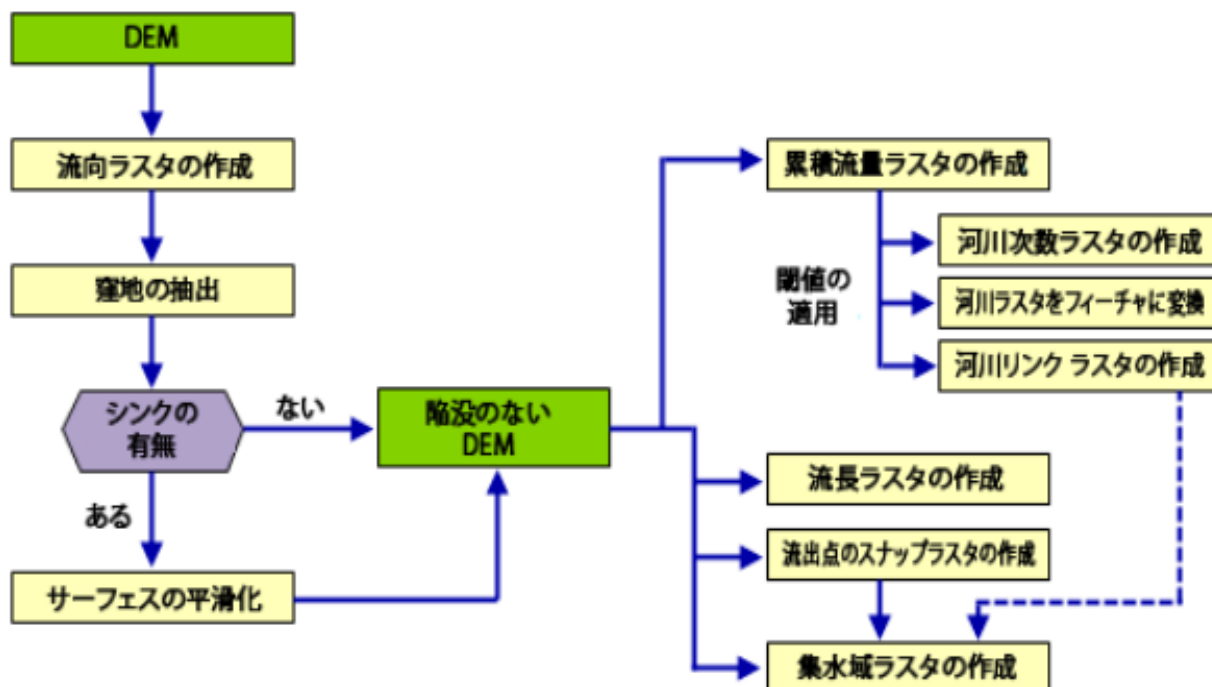 DEM
流向ラスタの作成
窪地の抽出
シンクの
有無
ない
ある
サーフェスの平滑化
陥没のない
DEM
累積流量ラスタの作成
閾値の
適用
河川次数ラスタの作成
河川ラスタをフィーチャに変換
河川リンク ラスタの作成
流長ラスタの作成
流出点のスナップラスタの作成
集水域ラスタの作成